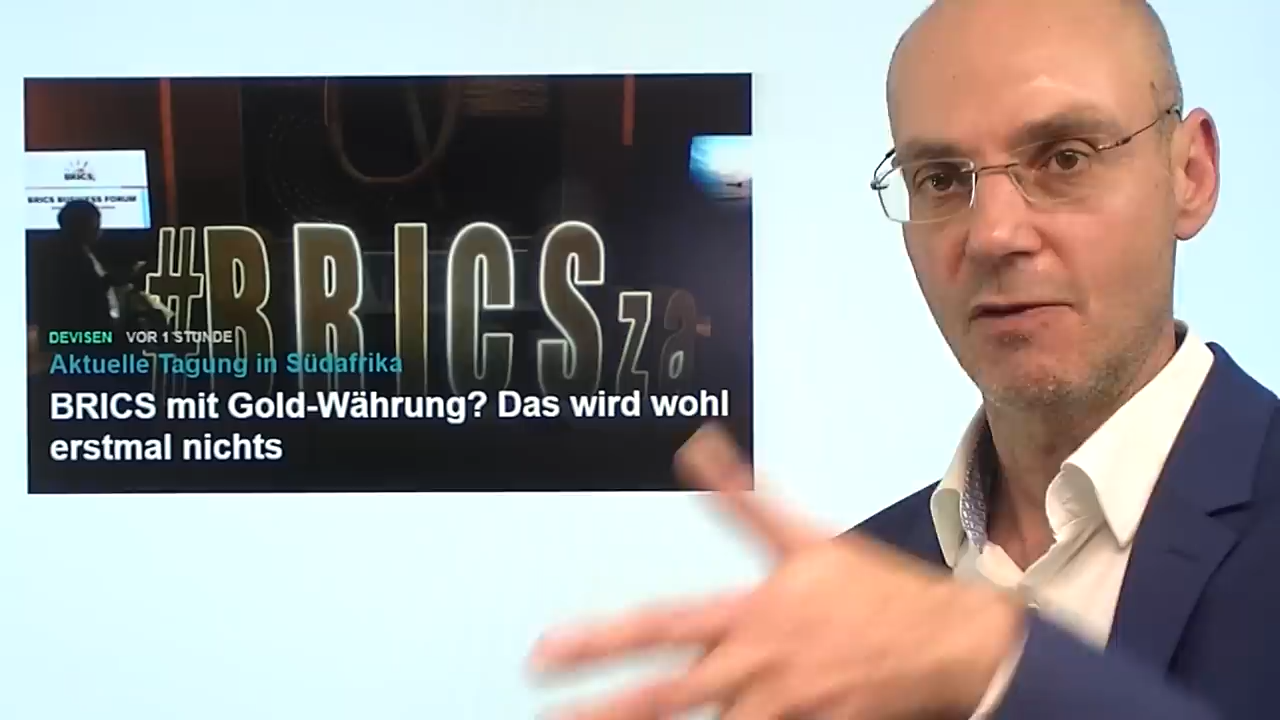 BRICS
BRICS BUSINESS FORUM
#BRICSza
DEVISEN VOR 1 STUNDE
Aktuelle Tagung in Südafrika
BRICS mit Gold-Währung? Das wird wohl
erstmal nichts